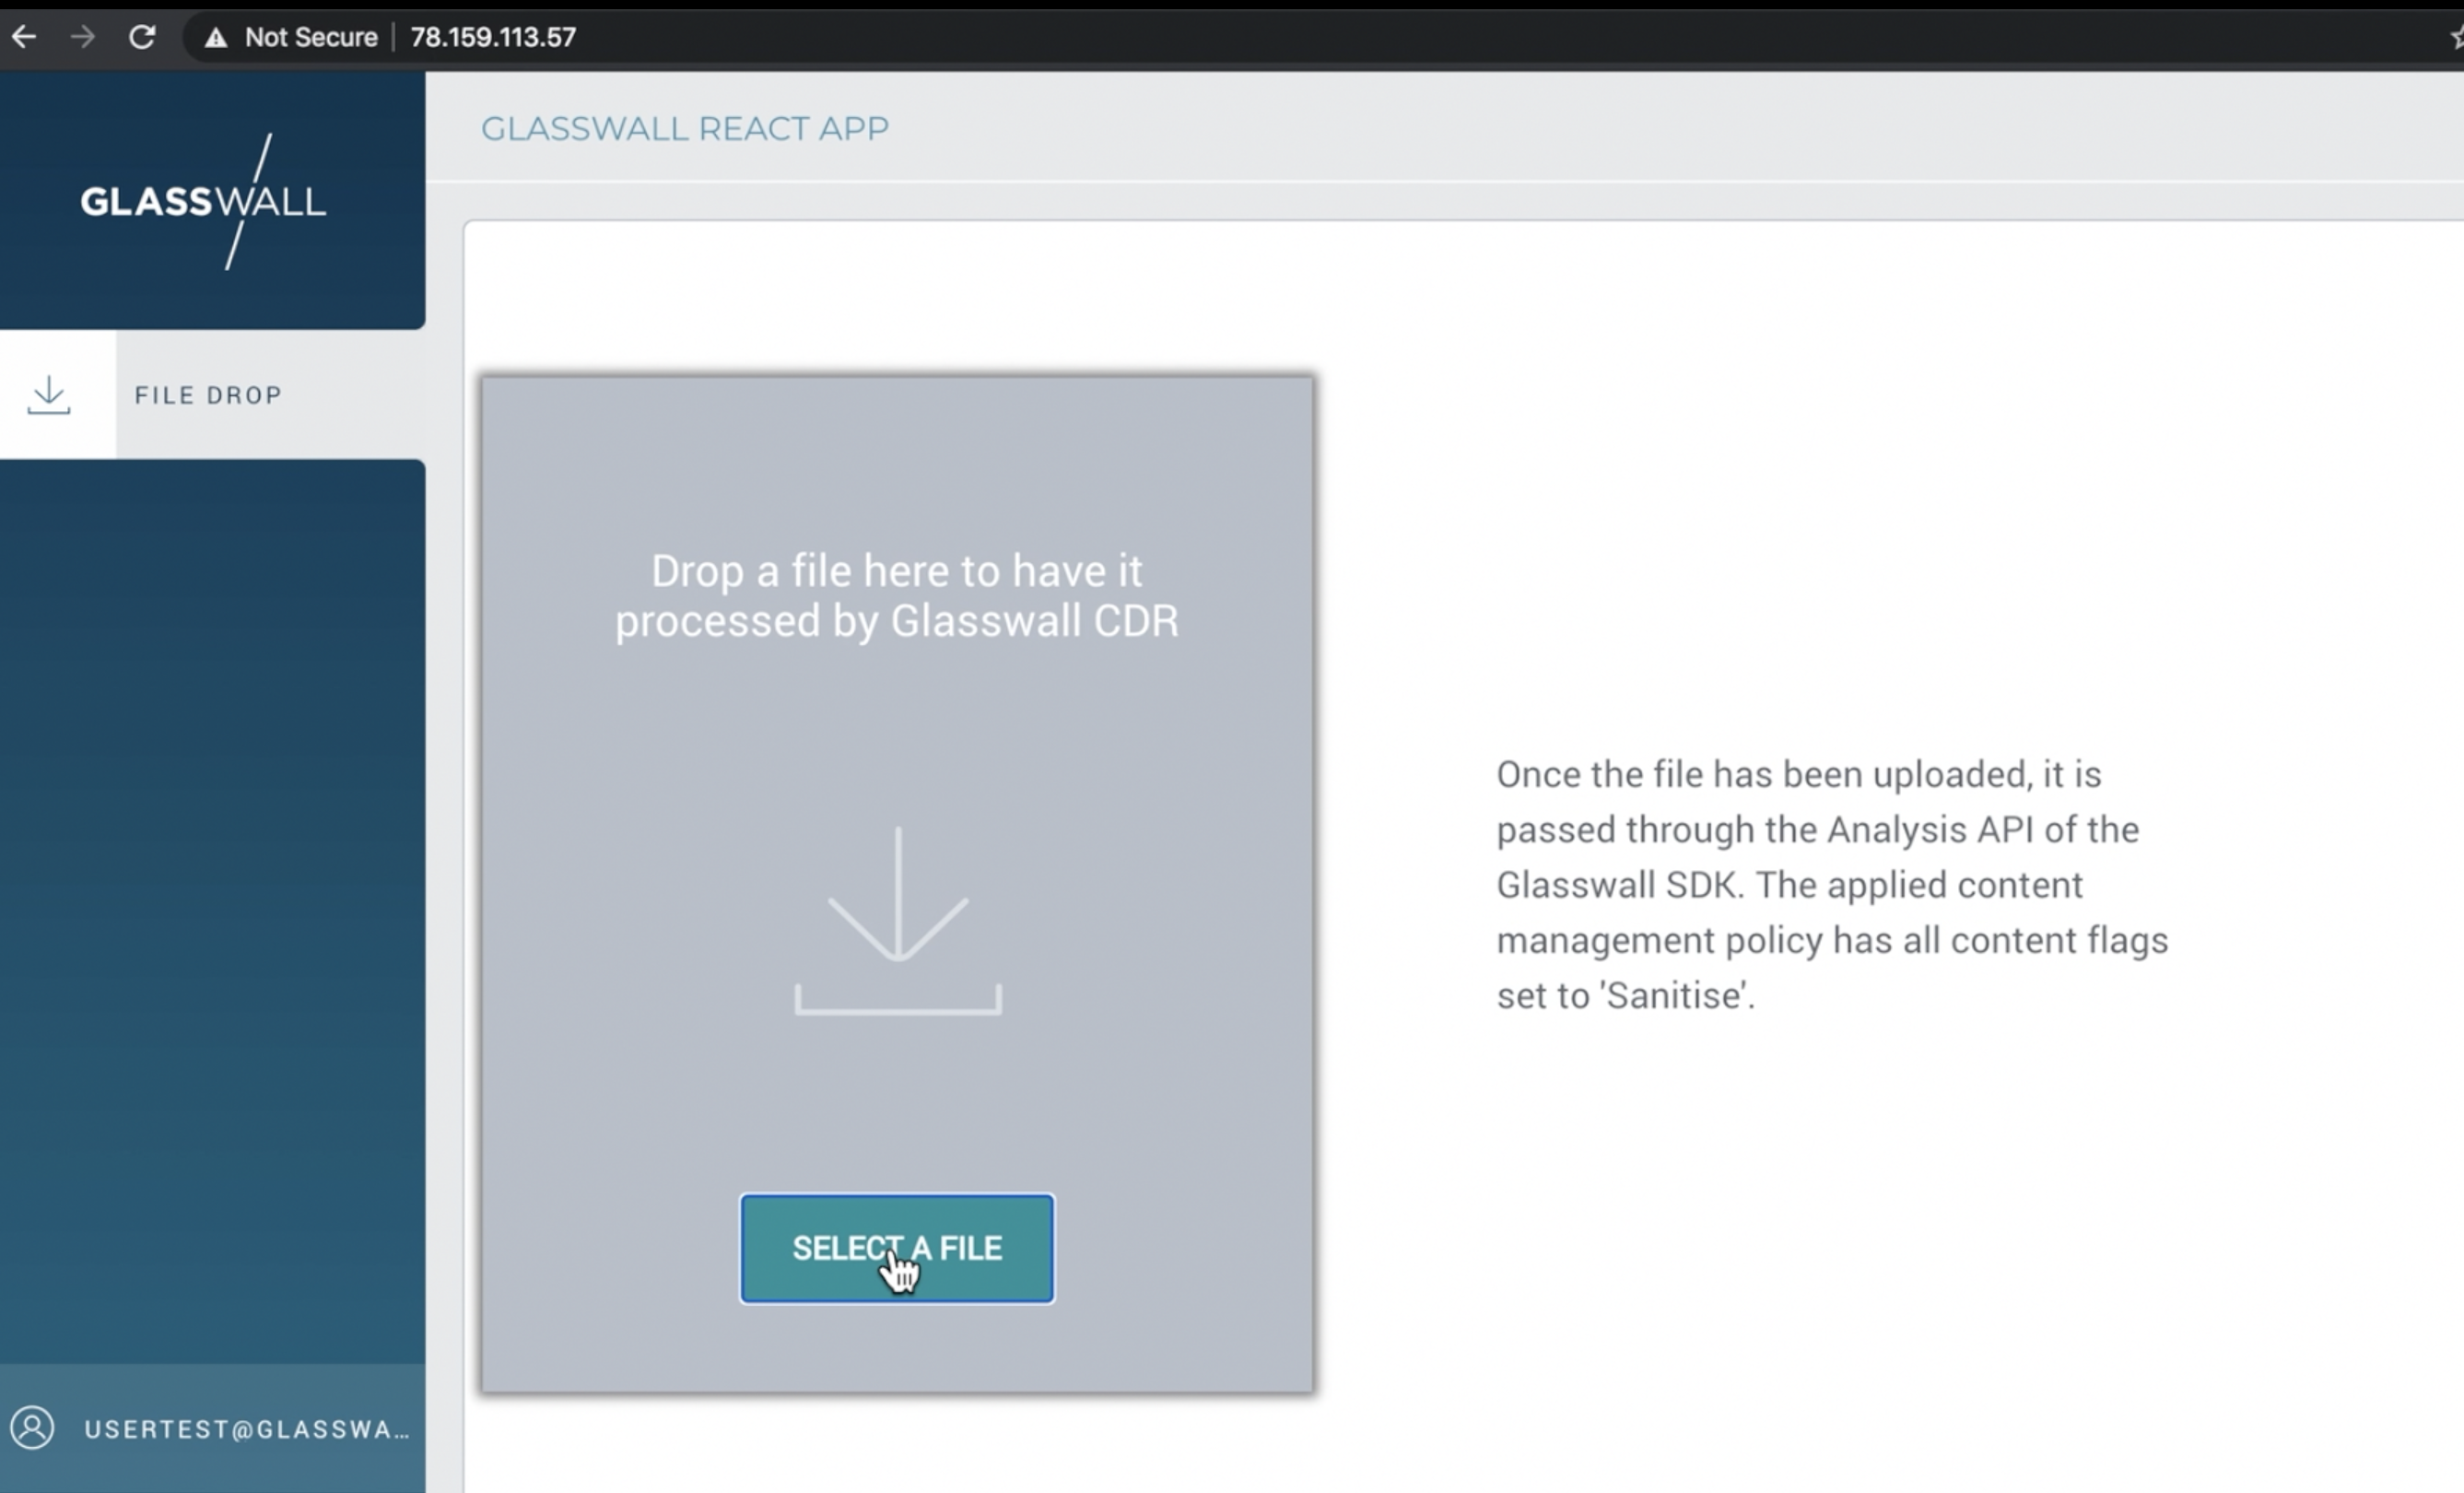 Not Secure 78.159.113.57
GLASSWALL REACT APP
GLASSWALL
FILE DROP
Drop a file here to have it
processed by Glasswall CDR
SELECT A FILE
Once the file has been uploaded, it is
passed through the Analysis API of the
Glasswall SDK. The applied content
management policy has all content flags
set to 'Sanitise'.
USERTEST@GLASSWA...